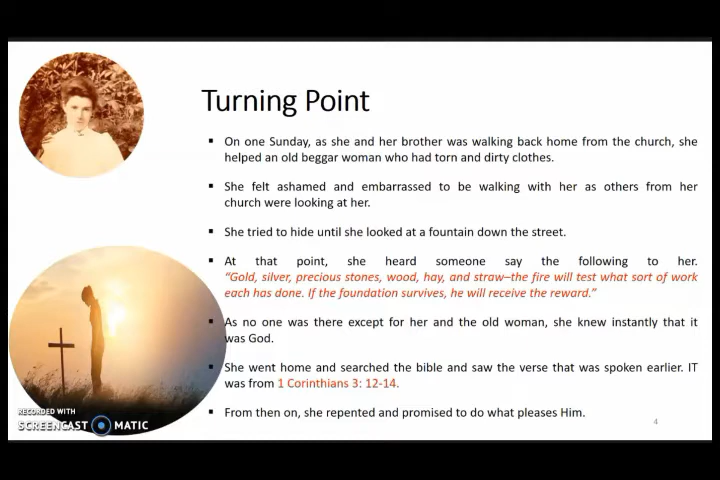 Turning Point
▪ On one Sunday, as she and her brother was walking back home from the church, she
helped an old beggar woman who had torn and dirty clothes.
▪ She felt ashamed and embarrassed to be walking with her as others from her
church were looking at her.
▪ She tried to hide until she looked at a fountain down the street.
▪ At that point, she heard someone say the following to her.
“Gold, silver, precious stones, wood, hay, and straw–the fire will test what sort of work
each has done. If the foundation survives, he will receive the reward.”
▪ As no one was there except for her and the old woman, she knew instantly that it
was God.
▪ She went home and searched the bible and saw the verse that was spoken earlier. IT
was from 1 Corinthians 3: 12-14.
▪ From then on, she repented and promised to do what pleases Him.
4
RECORDED WITH
SCREENCAST MATIC